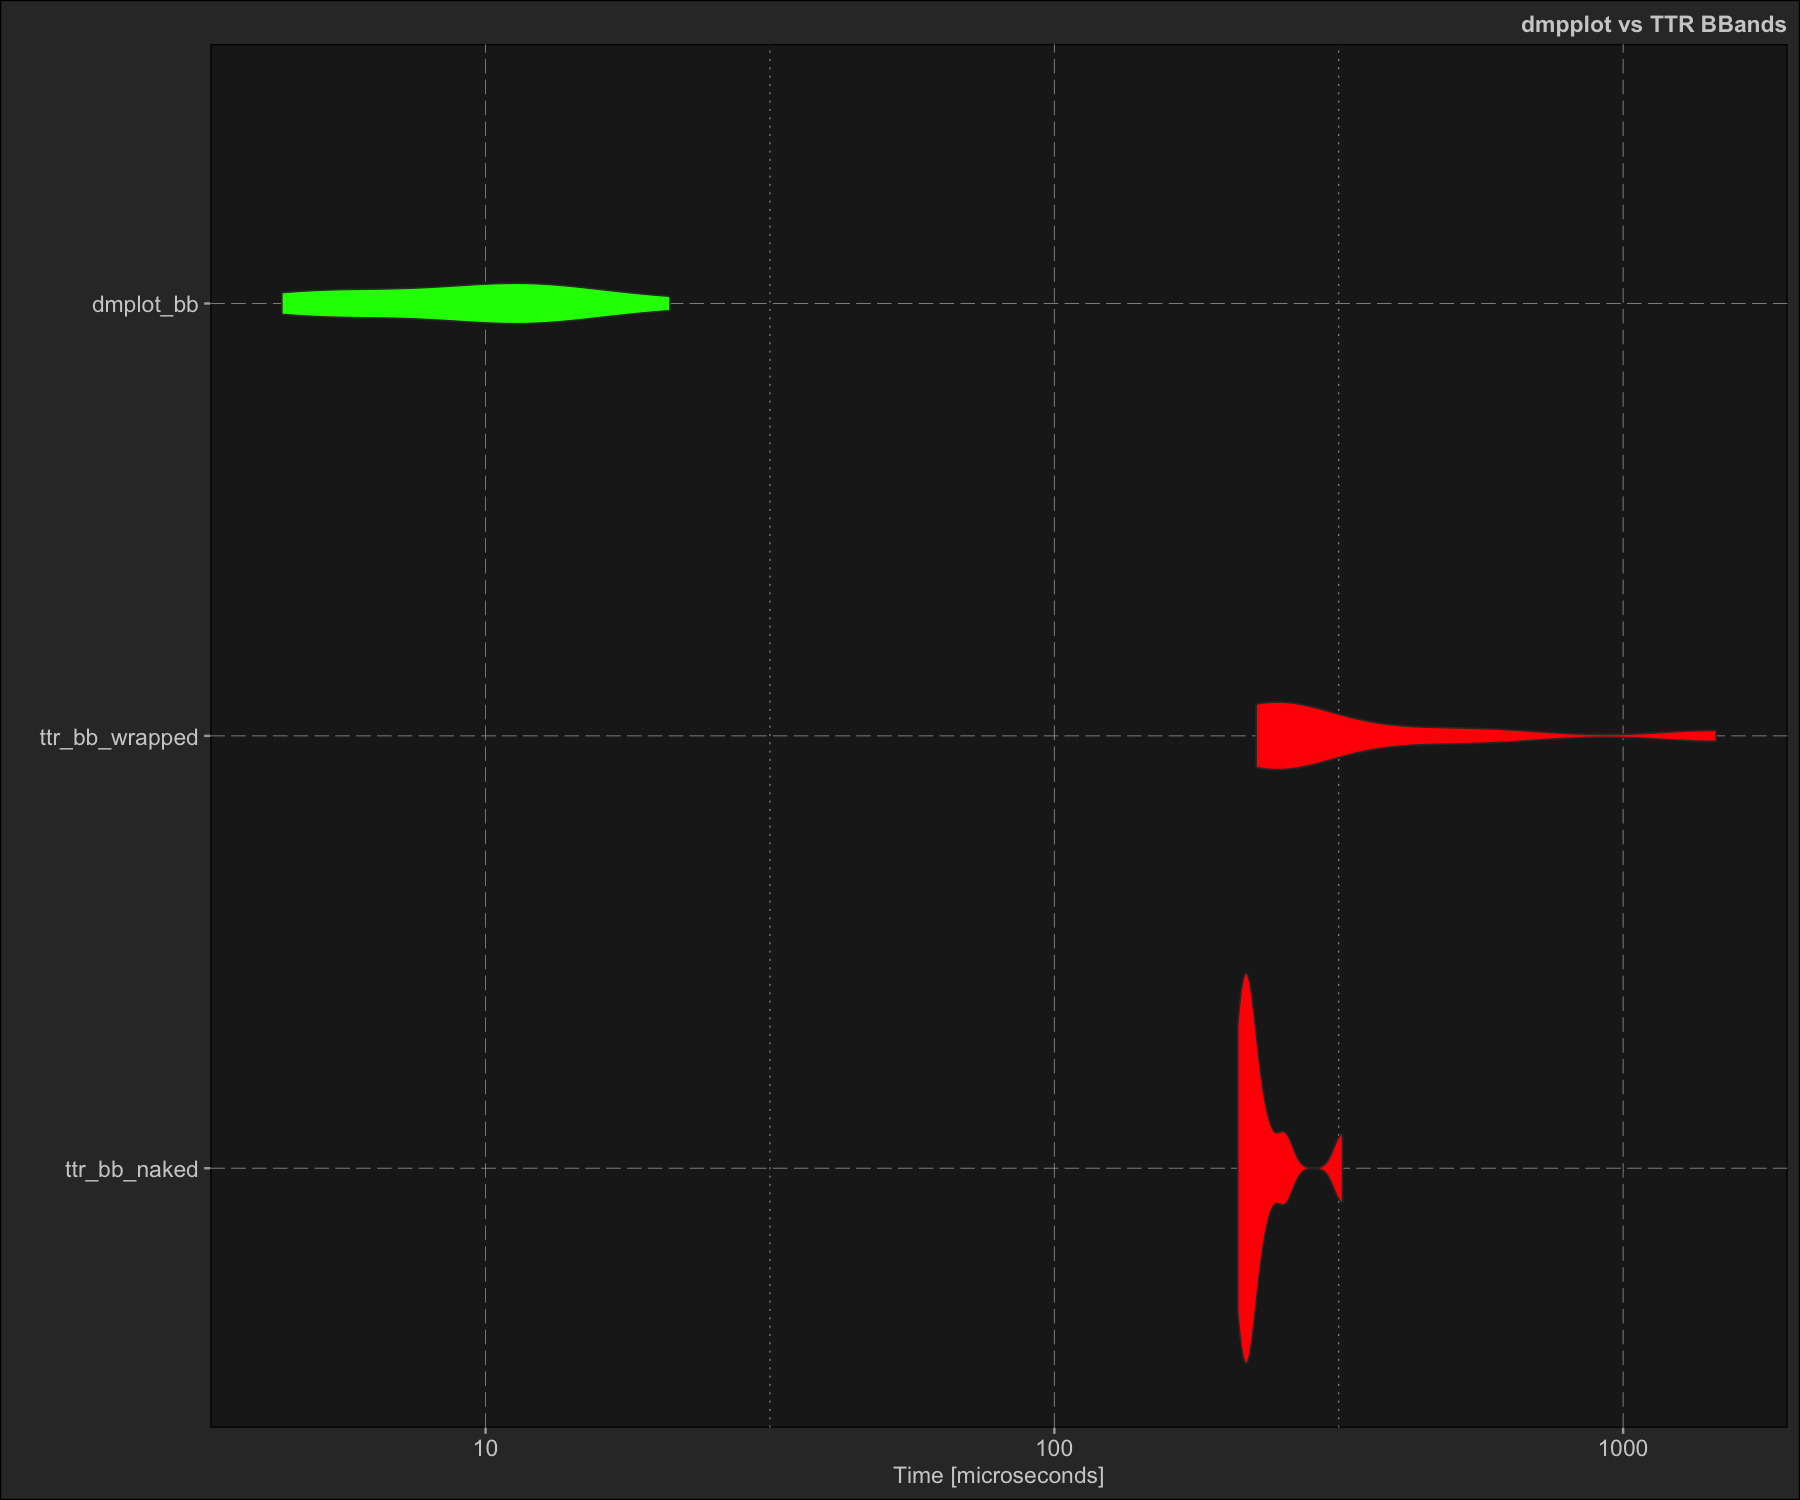 dmpplot vs TTR BBands
dmplot_bb
ttr_bb_wrapped
ttr_bb_naked
10 100 1000
Time [microseconds]